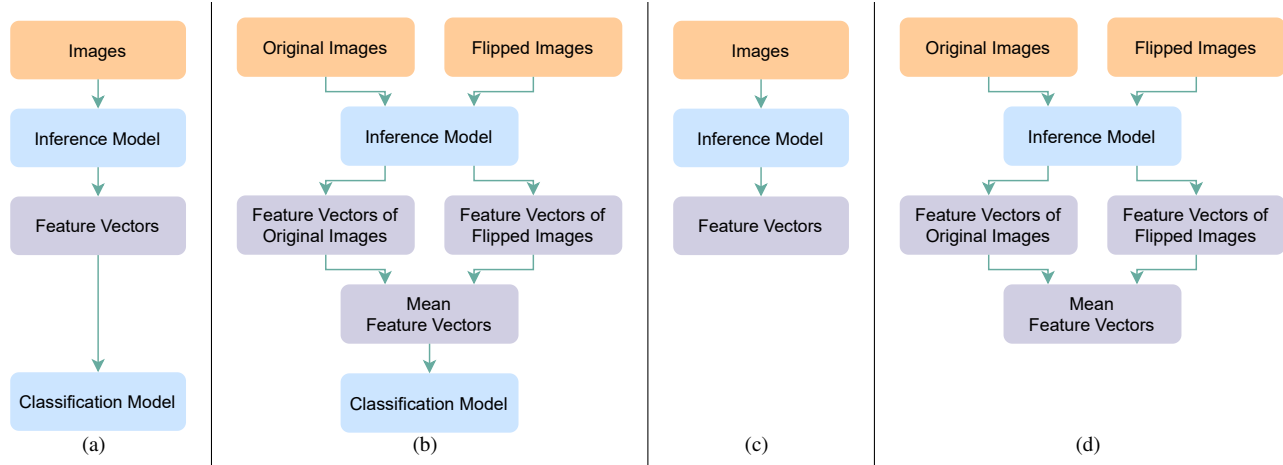 Images
Inference Model
Feature Vectors
Classification Model
(a)
Original Images
Flipped Images
Inference Model
Feature Vectors of
Original Images
Feature Vectors of
Flipped Images
Mean
Feature Vectors
Classification Model
(b)
Images
Inference Model
Feature Vectors
(c)
Original Images
Flipped Images
Inference Model
Feature Vectors of
Original Images
Feature Vectors of
Flipped Images
Mean
Feature Vectors
(d)